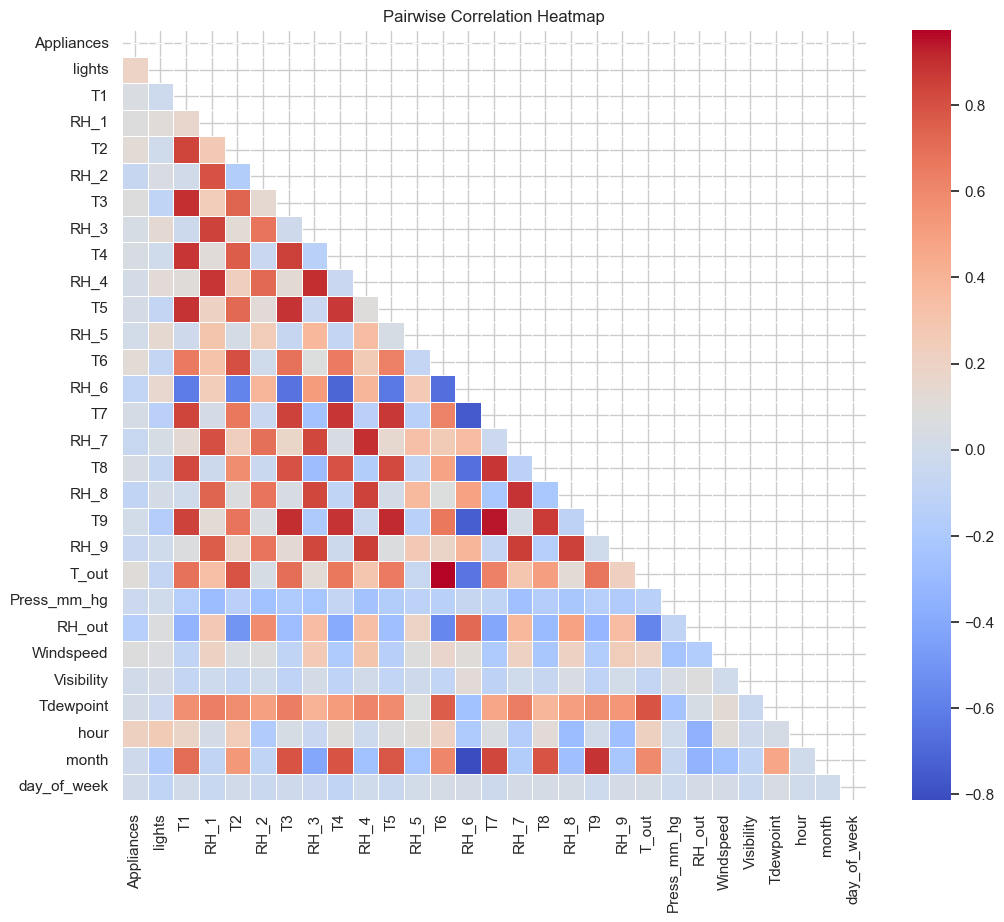 Pairwise Correlation Heatmap
Appliances
lights
T1
RH_1
T2
RH_2
T3
RH_3
T4
RH_4
T5
RH_5
T6
RH_6
T7
RH_7
T8
RH_8
T9
RH_9
T_out
Press_mm_hg
RH_out
Windspeed
Visibility
Tdewpoint
hour
month
day_of_week
Appliances
lights
T1
RH_1
T2
RH_2
T3
RH_3
T4
RH_4
T5
RH_5
T6
RH_6
T7
RH_7
T8
RH_8
T9
RH_9
T_out
Press_mm_hg
RH_out
Windspeed
Visibility
Tdewpoint
hour
month
day_of_week
0.8
0.6
0.4
0.2
0.0
−0.2
−0.4
−0.6
−0.8